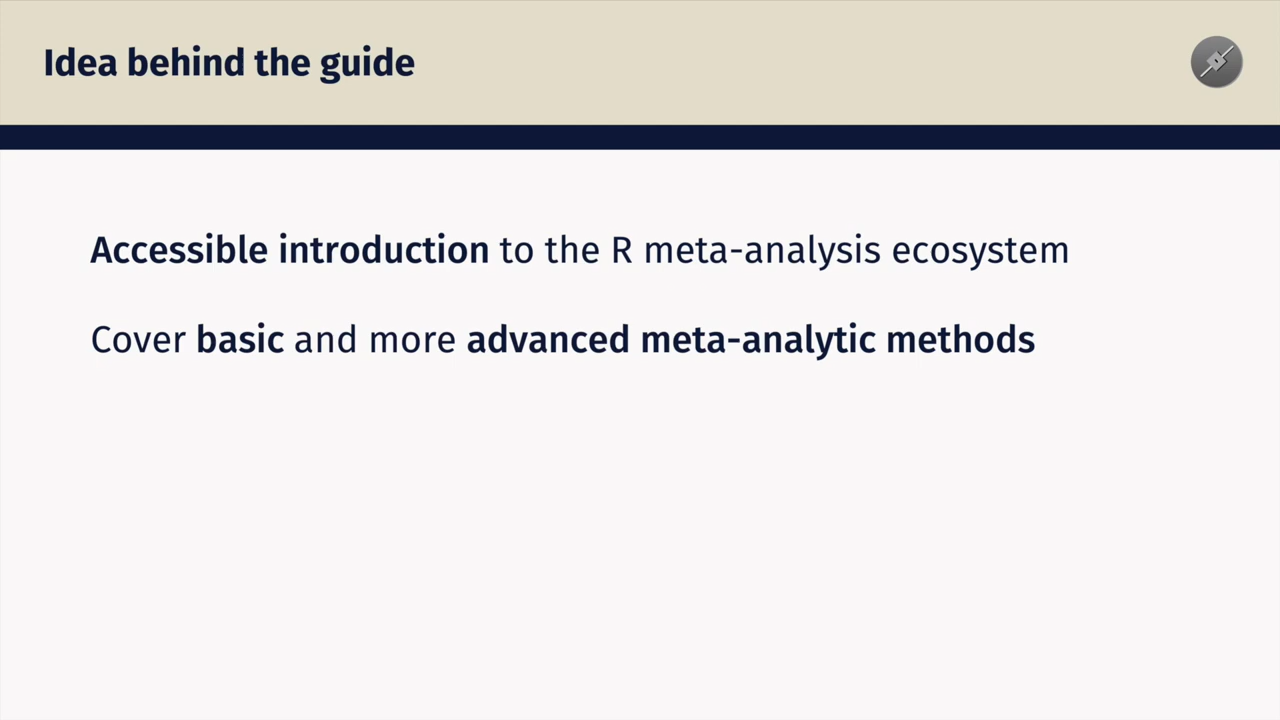 Idea behind the guide
Accessible introduction to the R meta-analysis ecosystem
Cover basic and more advanced meta-analytic methods